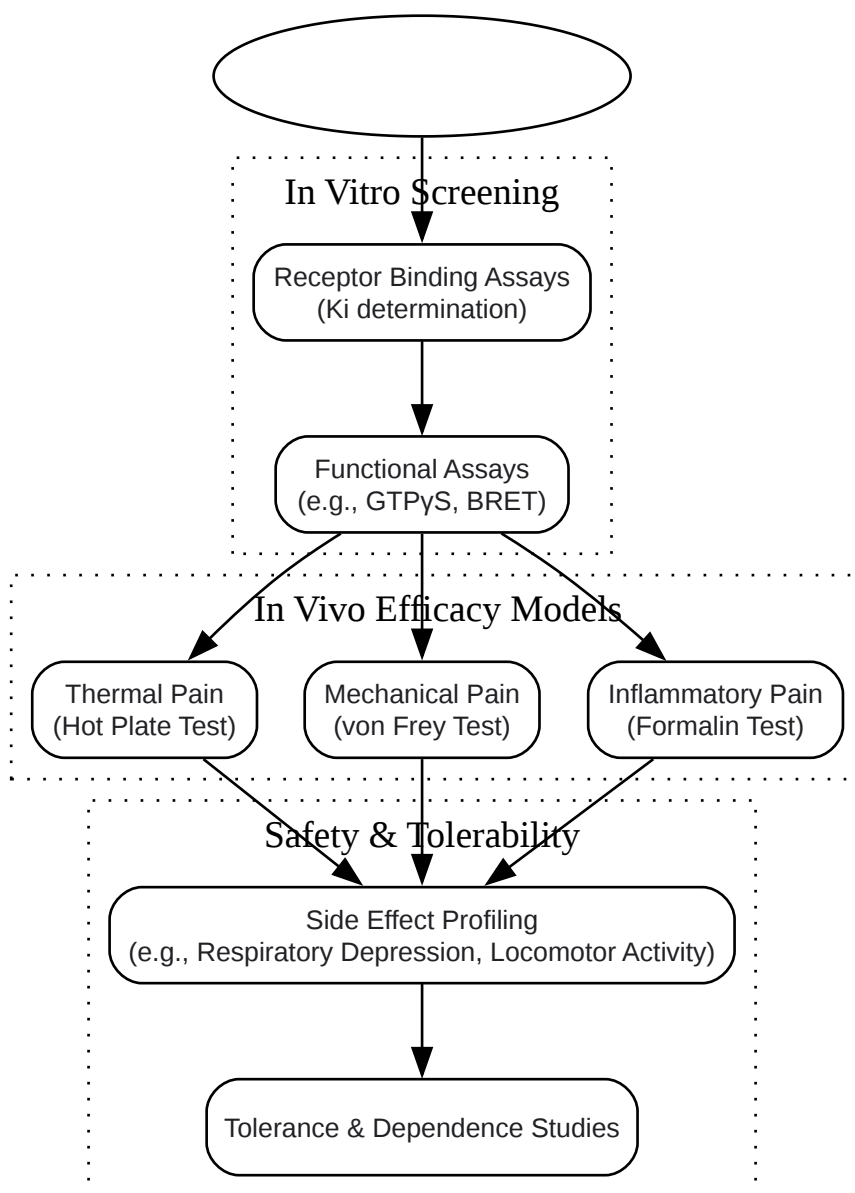 In Vitro Screening
Receptor Binding Assays
(Ki determination)
Functional Assays
(e.g., GTPγS, BRET)
In Vivo Efficacy Models
Thermal Pain
(Hot Plate Test)
Mechanical Pain
(von Frey Test)
Inflammatory Pain
(Formalin Test)
Safety & Tolerability
Side Effect Profiling
(e.g., Respiratory Depression, Locomotor Activity)
Tolerance & Dependence Studies